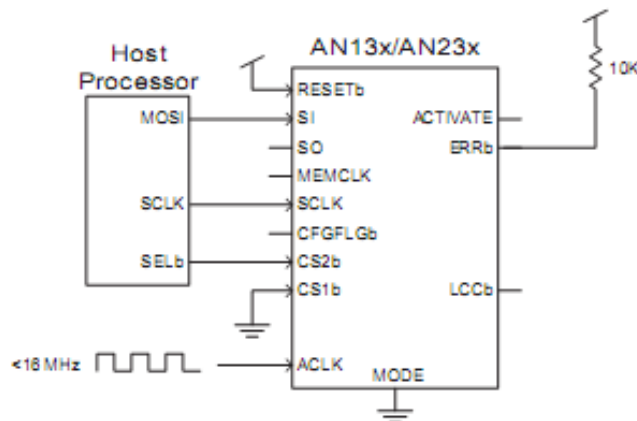 Host
Processor
MOSI
SCLK
SELb
AN13x/AN23x
RESETb
SI
SO
MEMCLK
SCLK
CFGFLGb
CS2b
CS1b
ACLK
ACTIVATE
ERRb
LCCb
MODE
10K
<16 MHz